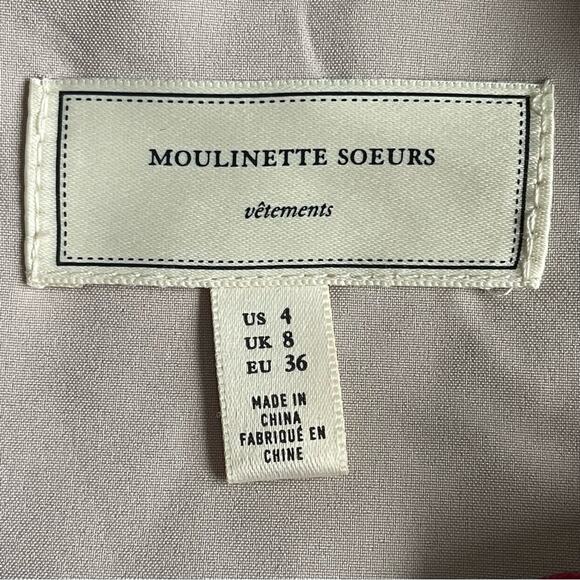 MOULINETTE SOEURS
vêtements
US 4
UK 8
EU 36
MADE IN
CHINA
FABRIQUÉ EN
CHINE